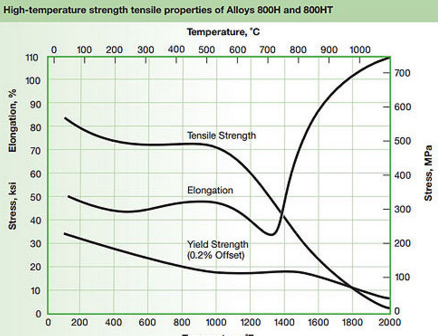 High-temperature strength tensile properties of Alloys 800H and 800HT
Temperature, °C
0 100 200 300 400 500 600 700 800 900 1000
110
100
90
80
70
60
50
40
30
20
10
0
Elongation, %
Stress, ksi
Tensile Strength
Elongation
Yield Strength
(0.2% Offset)
700
600
500
400
300
200
100
0
Stress, MPa
0 200 400 600 800 1000 1200 1400 1600 1800 2000